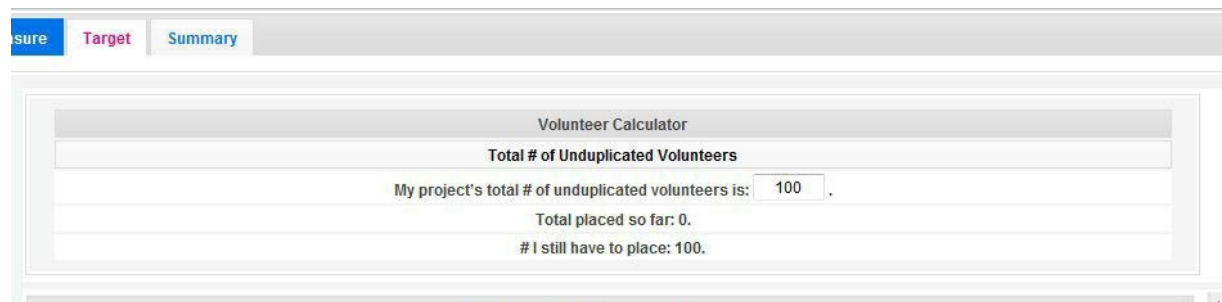 sure Target Summary
Volunteer Calculator
Total # of Unduplicated Volunteers
My project's total # of unduplicated volunteers is: 100 .
Total placed so far: 0.
# I still have to place: 100.